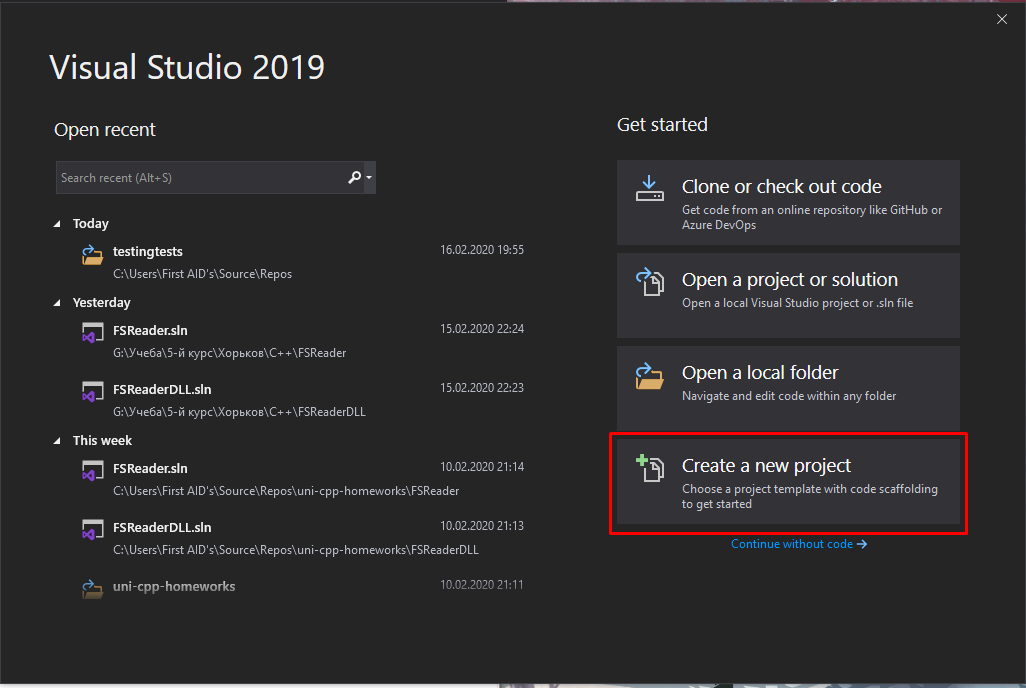 Visual Studio 2019
Open recent
Search recent (Alt+S)
Today
testingtests
16.02.2020 19:55
C:\Users\First AID's\Source\Repos
Yesterday
FSReader.sln
15.02.2020 22:24
G:\Учеба\5-й курс\Хорьков\C++\FSReader
FSReaderDLL.sln
15.02.2020 22:23
G:\Учеба\5-й курс\Хорьков\C++\FSReaderDLL
This week
FSReader.sln
10.02.2020 21:14
C:\Users\First AID's\Source\Repos\uni-cpp-homeworks\FSReader
FSReaderDLL.sln
10.02.2020 21:13
C:\Users\First AID's\Source\Repos\uni-cpp-homeworks\FSReaderDLL
uni-cpp-homeworks
10.02.2020 21:11
Get started
Clone or check out code
Get code from an online repository like GitHub or
Azure DevOps
Open a project or solution
Open a local Visual Studio project or .sln file
Open a local folder
Navigate and edit code within any folder
Create a new project
Choose a project template with code scaffolding
to get started
Continue without code →